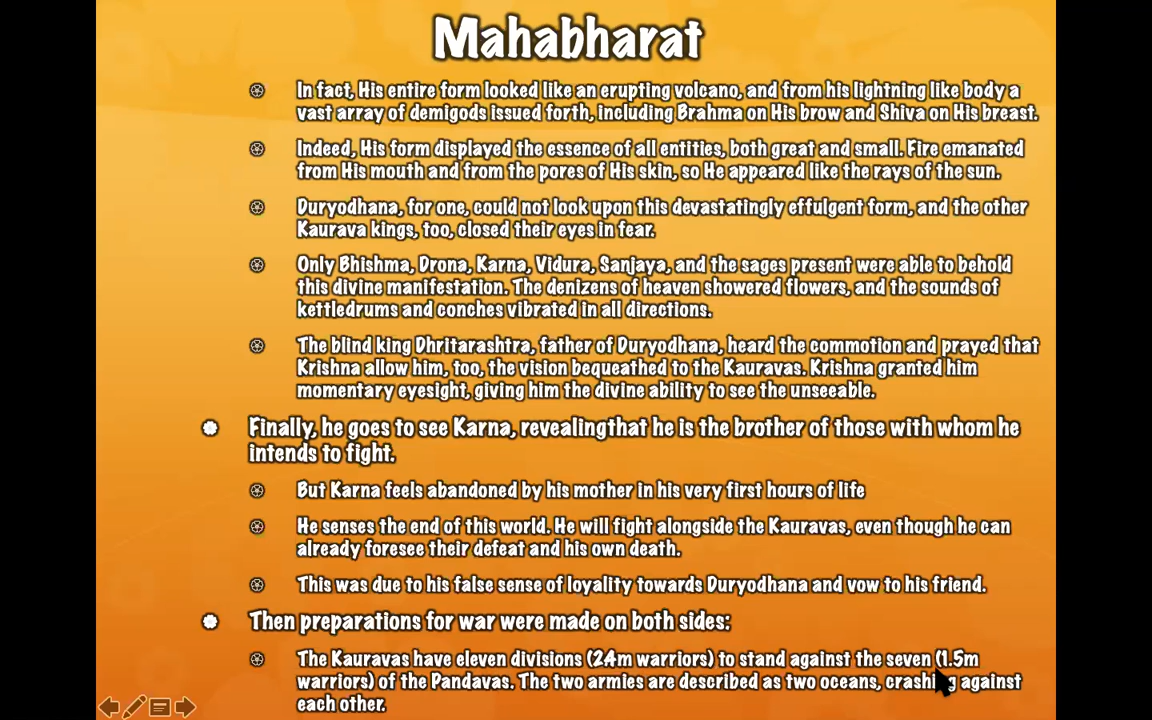 Mahabharat
In fact, His entire form looked like an erupting volcano, and from his lightning like body a
vast array of demigods issued forth, including Brahma on His brow and Shiva on His breast.
Indeed, His form displayed the essence of all entities, both great and small. Fire emanated
from His mouth and from the pores of His skin, so He appeared like the rays of the sun.
Duryodhana, for one, could not look upon this devastatingly effulgent form, and the other
Kaurava kings, too, closed their eyes in fear.
Only Bhishma, Drona, Karna, Vidura, Sanjaya, and the sages present were able to behold
this divine manifestation. The denizens of heaven showered flowers, and the sounds of
kettledrums and conches vibrated in all directions.
The blind king Dhritarashtra, father of Duryodhana, heard the commotion and prayed that
Krishna allow him, too, the vision bequeathed to the Kauravas. Krishna granted him
momentary eyesight, giving him the divine ability to see the unseeable.
Finally, he goes to see Karna, revealingthat he is the brother of those with whom he
intends to fight.
But Karna feels abandoned by his mother in his very first hours of life
He senses the end of this world. He will fight alongside the Kauravas, even though he can
already foresee their defeat and his own death.
This was due to his false sense of loyality towards Duryodhana and vow to his friend.
Then preparations for war were made on both sides:
The Kauravas have eleven divisions (24m warriors) to stand against the seven (1.5m
warriors) of the Pandavas. The two armies are described as two oceans, crashing against
each other.